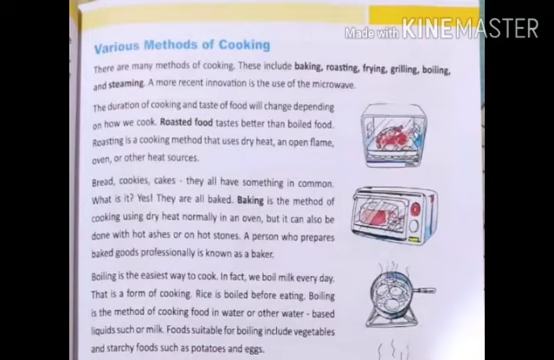 Made with KINEMASTER
Various Methods of Cooking
There are many methods of cooking. These include baking, roasting, frying, grilling, boiling,
and steaming. A more recent innovation is the use of the microwave.
The duration of cooking and taste of food will change depending
on how we cook. Roasted food tastes better than boiled food.
Roasting is a cooking method that uses dry heat, an open flame,
oven, or other heat sources.
Bread, cookies, cakes - they all have something in common.
What is it? Yes! They are all baked. Baking is the method of
cooking using dry heat normally in an oven, but it can also be
done with hot ashes or on hot stones. A person who prepares
baked goods professionally is known as a baker.
Boiling is the easiest way to cook. In fact, we boil milk every day.
That is a form of cooking. Rice is boiled before eating. Boiling
is the method of cooking food in water or other water - based
liquids such or milk. Foods suitable for boiling include vegetables
and starchy foods such as potatoes and eggs.